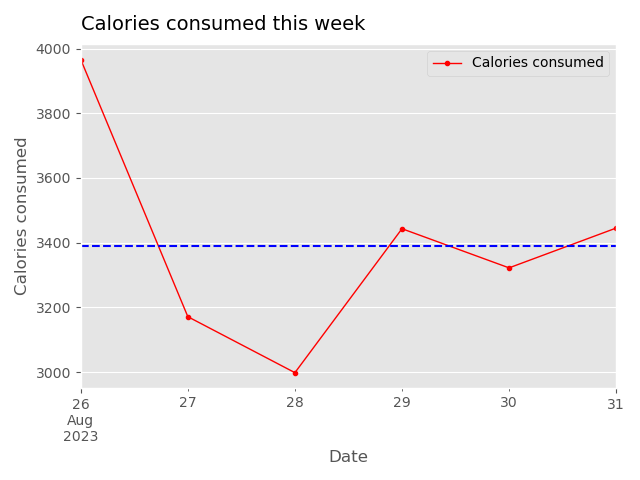 Calories consumed this week
Calories consumed
4000
3800
3600
3400
3200
3000
Calories consumed
26
Aug
2023
27
28
29
30
31
Date